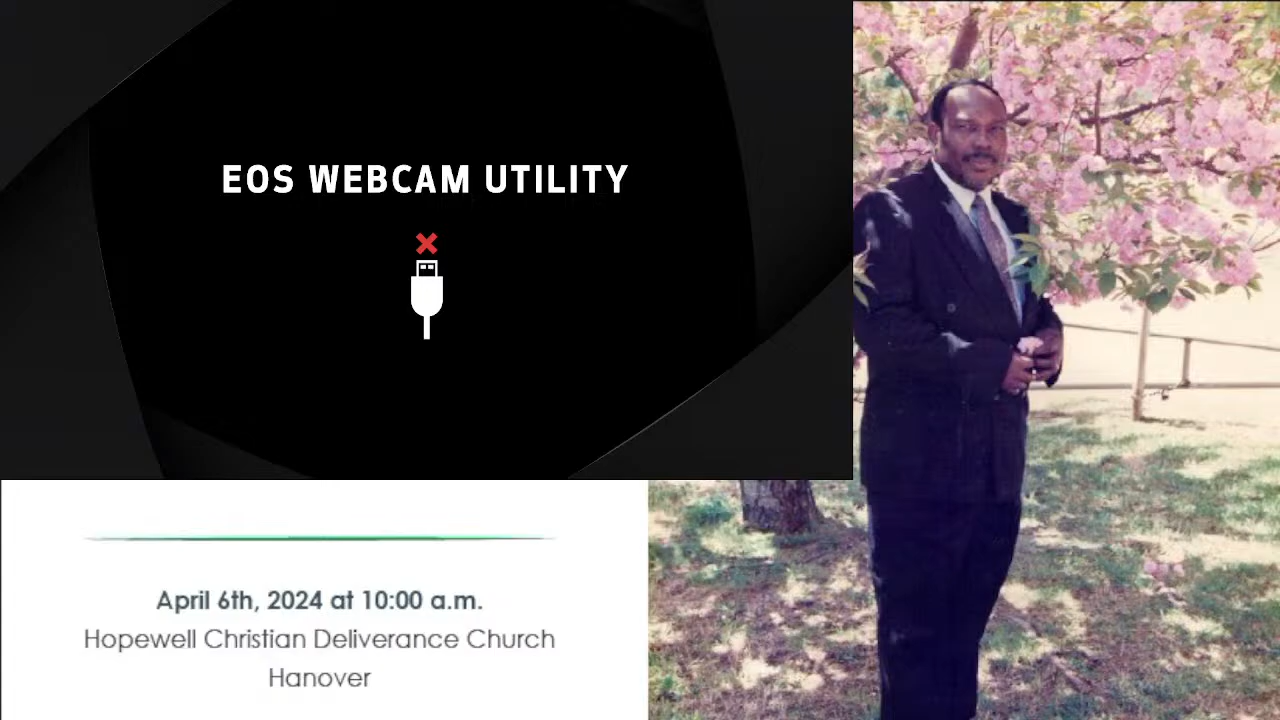 EOS WEBCAM UTILITY
April 6th, 2024 at 10:00 a.m.
Hopewell Christian Deliverance Church
Hanover